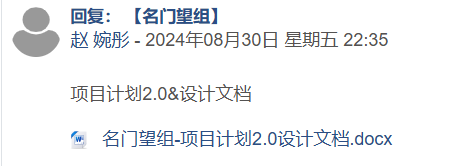 回复：【名门望组】
赵 婉彤 - 2024年08月30日 星期五 22:35
项目计划2.0&设计文档
名门望组-项目计划2.0设计文档.docx